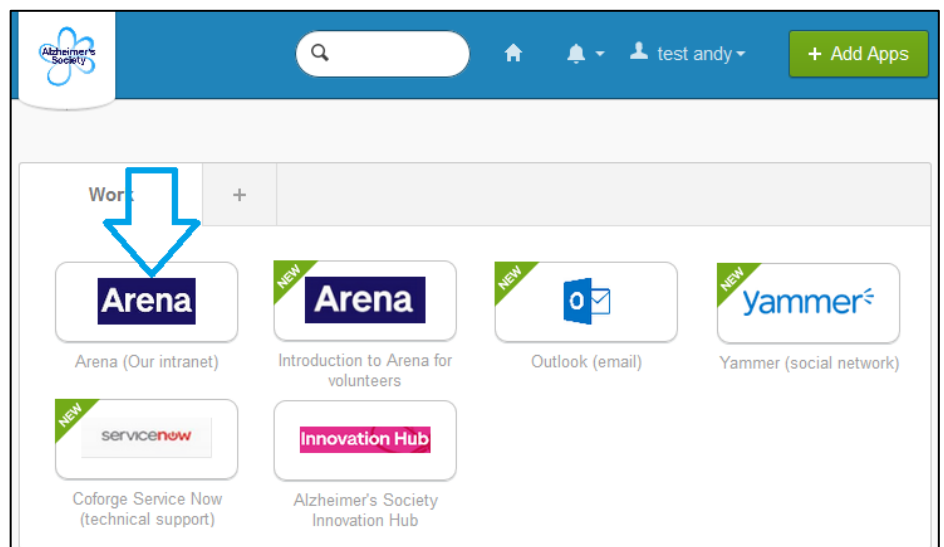 Alzheimer's
Society
test andy
+ Add Apps
Work
+
Arena
NEW
Arena
NEW
NEW
yammer
Arena (Our intranet)
Introduction to Arena for
volunteers
Outlook (email)
Yammer (social network)
NEW
servicenow
Innovation Hub
Coforge Service Now
(technical support)
Alzheimer's Society
Innovation Hub